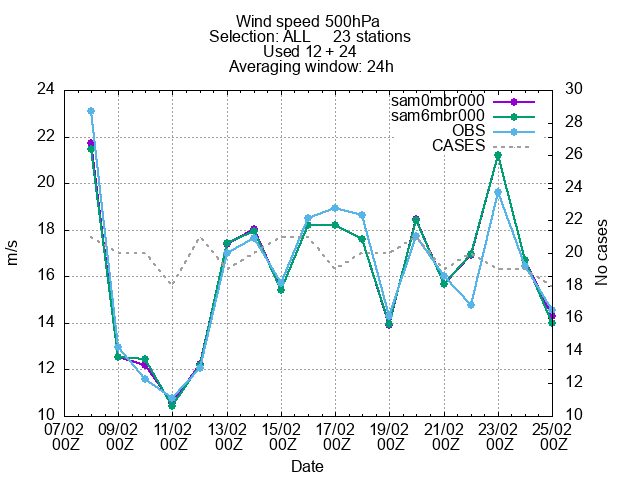 Wind speed 500hPa
Selection: ALL 23 stations
Used 12 + 24
Averaging window: 24h
sam0mbr000
sam6mbr000
OBS
CASES
24
22
20
18
16
14
12
10
m/s
30
28
26
24
22
20
18
16
14
12
10
No cases
07/02 09/02 11/02 13/02 15/02 17/02 19/02 21/02 23/02 25/02
00Z 00Z 00Z 00Z 00Z 00Z 00Z 00Z 00Z 00Z
Date